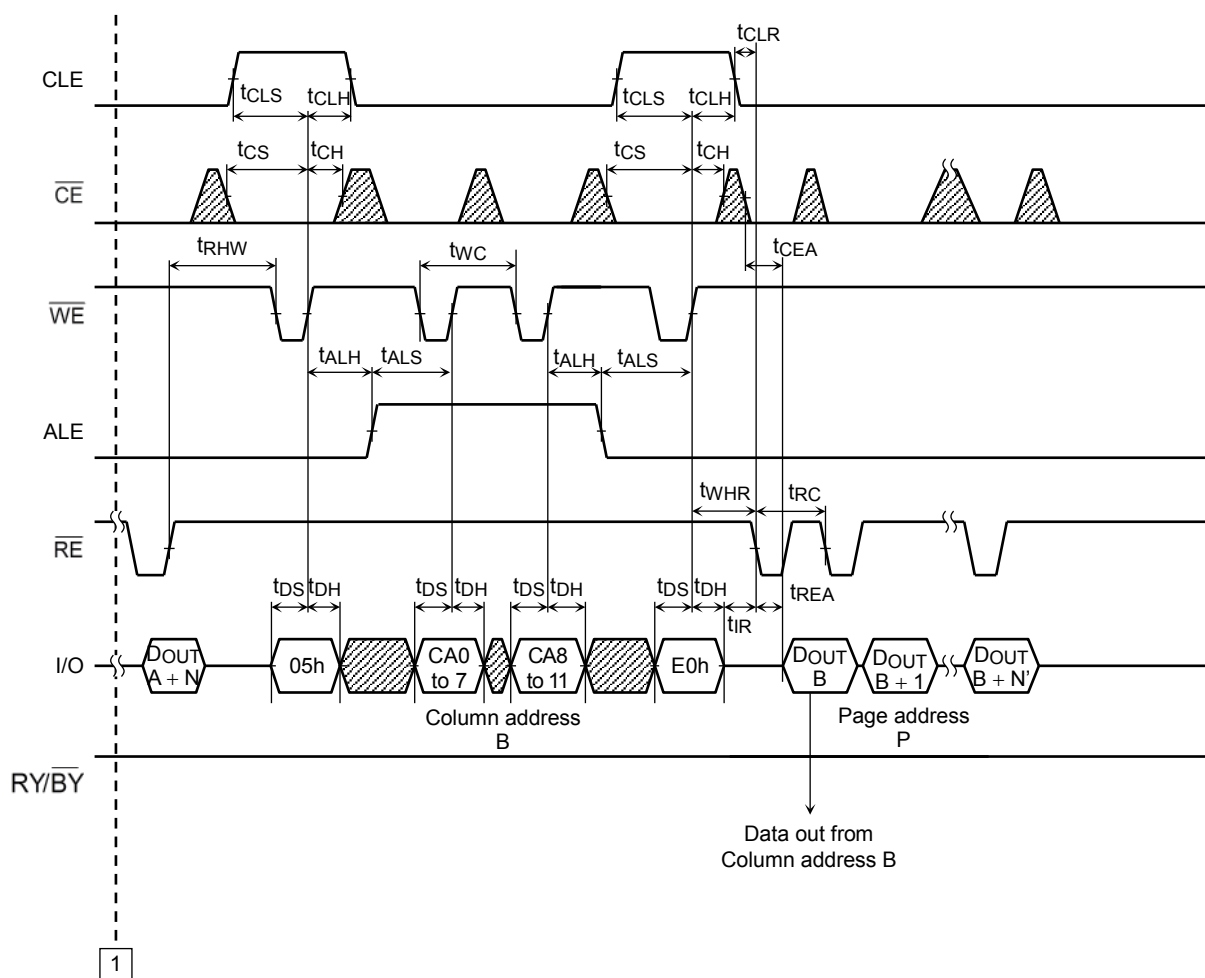 tCLR
CLE
tCLS tCLH tCLS tCLH
tCS tCH tCS tCH
CE
tCEA
tRHW tWC
WE
tALH tALS tALH tALS
ALE
tWHR tRC
RE
tDS tDH tDS tDH tDS tDH tDS tDH tREA
tIR
I/O
DOUT
A + N
05h
CA0
to 7
CA8
to 11
E0h
DOUT
B
DOUT
B + 1
DOUT
B + N'
Column address
B
Page address
P
RY/BY
Data out from
Column address B
1